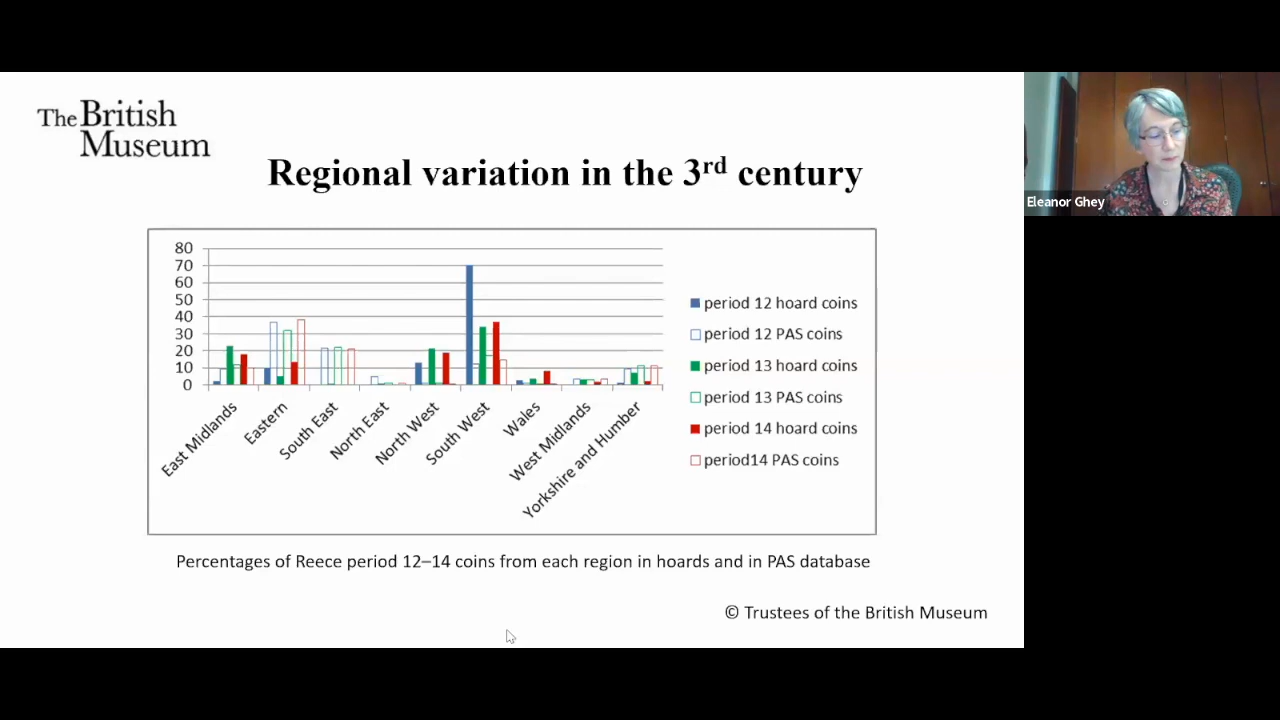 The British
Museum
Regional variation in the 3rd century
80
70
60
50
40
30
20
10
0
East Midlands
Eastern
South East
North East
North West
South West
Wales
West Midlands
Yorkshire and Humber
period 12 hoard coins
period 12 PAS coins
period 13 hoard coins
period 13 PAS coins
period 14 hoard coins
period14 PAS coins
Percentages of Reece period 12–14 coins from each region in hoards and in PAS database
© Trustees of the British Museum
Eleanor Ghey